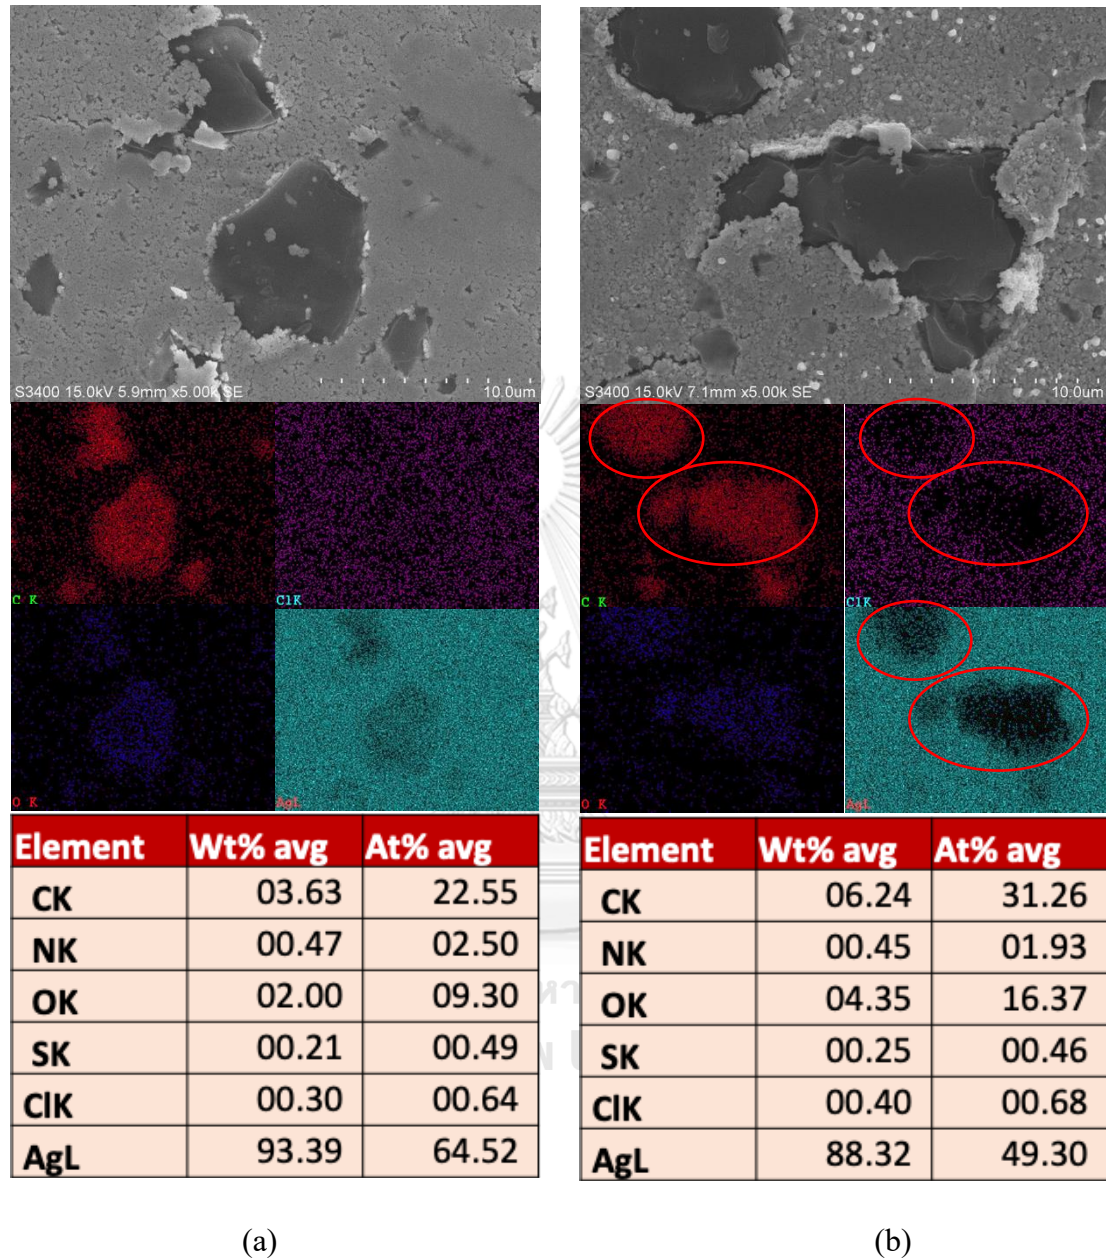 S3400 15.0kV 5.9mm x5.00k SE 10.0um
S3400 15.0kV 7.1mm x5.00k SE 10.0um
C K
ClK
O K
AgL
C K
ClK
O K
AgL
Element Wt% avg At% avg
CK 03.63 22.55
NK 00.47 02.50
OK 02.00 09.30
SK 00.21 00.49
ClK 00.30 00.64
AgL 93.39 64.52
Element Wt% avg At% avg
CK 06.24 31.26
NK 00.45 01.93
OK 04.35 16.37
SK 00.25 00.46
ClK 00.40 00.68
AgL 88.32 49.30
(a)
(b)